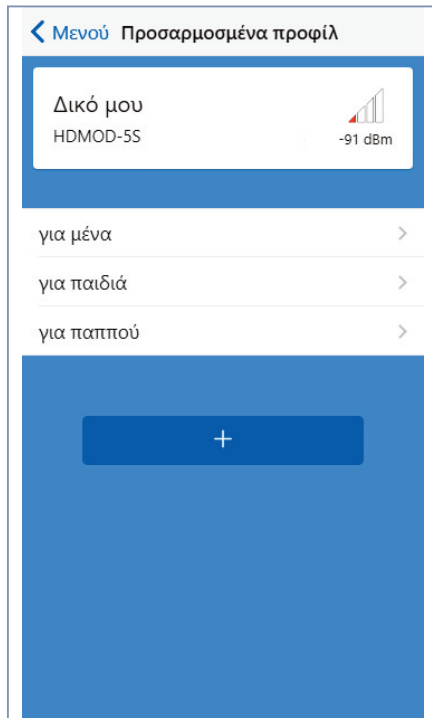 Μενού Προσαρμοσμένα προφίλ
Δικό μου
HDMOD-5S
-91 dBm
για μένα
για παιδιά
για παππού
+